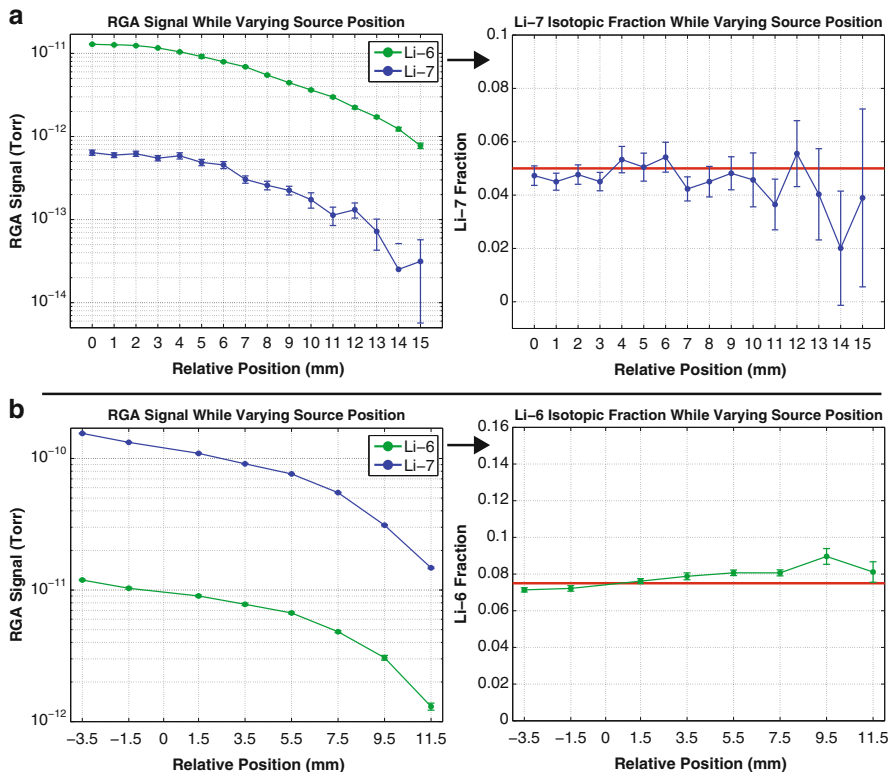 a
RGA Signal While Varying Source Position
RGA Signal (Torr)
10−11
10−12
10−13
10−14
Li−6
Li−7
0 1 2 3 4 5 6 7 8 9 10 11 12 13 14 15
Relative Position (mm)
Li−7 Isotopic Fraction While Varying Source Position
Li−7 Fraction
0.1
0.08
0.06
0.04
0.02
0
0 1 2 3 4 5 6 7 8 9 10 11 12 13 14 15
Relative Position (mm)
b
RGA Signal While Varying Source Position
RGA Signal (Torr)
10−10
10−11
10−12
Li−6
Li−7
−3.5 −1.5 0 1.5 3.5 5.5 7.5 9.5 11.5
Relative Position (mm)
Li−6 Isotopic Fraction While Varying Source Position
Li−6 Fraction
0.16
0.14
0.12
0.1
0.08
0.06
0.04
0.02
0
−3.5 −1.5 0 1.5 3.5 5.5 7.5 9.5 11.5
Relative Position (mm)